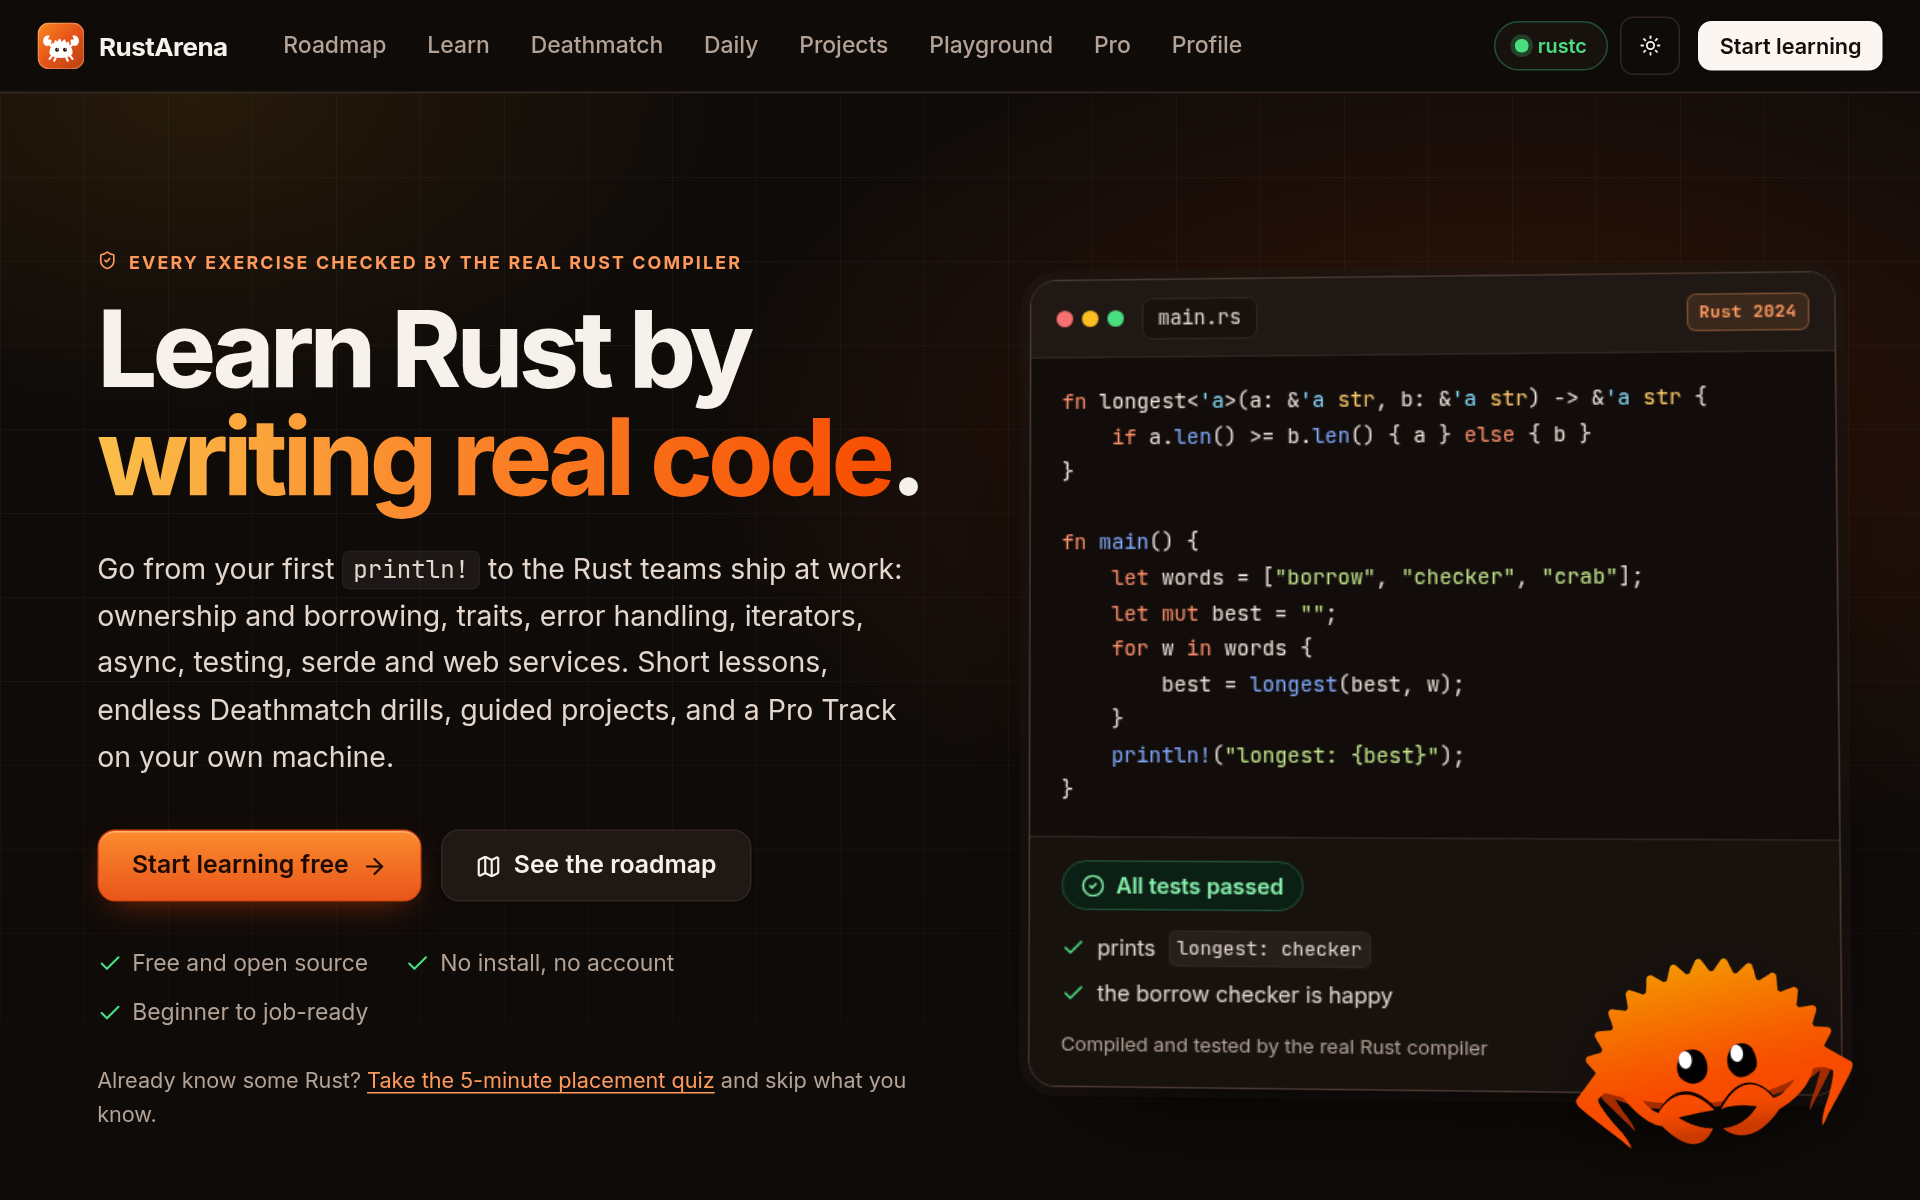 RustArena
Roadmap
Learn
Deathmatch
Daily
Projects
Playground
Pro
Profile
rustc
Start learning
EVERY EXERCISE CHECKED BY THE REAL RUST COMPILER
Learn Rust by
writing real code.
Go from your first println! to the Rust teams ship at work:
ownership and borrowing, traits, error handling, iterators,
async, testing, serde and web services. Short lessons,
endless Deathmatch drills, guided projects, and a Pro Track
on your own machine.
Start learning free
See the roadmap
Free and open source
No install, no account
Beginner to job-ready
Already know some Rust? Take the 5-minute placement quiz and skip what you
know.
main.rs
Rust 2024
fn longest<'a>(a: &'a str, b: &'a str) -> &'a str {
    if a.len() >= b.len() { a } else { b }
}
fn main() {
    let words = ["borrow", "checker", "crab"];
    let mut best = "";
    for w in words {
        best = longest(best, w);
    }
    println!("longest: {best}");
}
All tests passed
prints longest: checker
the borrow checker is happy
Compiled and tested by the real Rust compiler